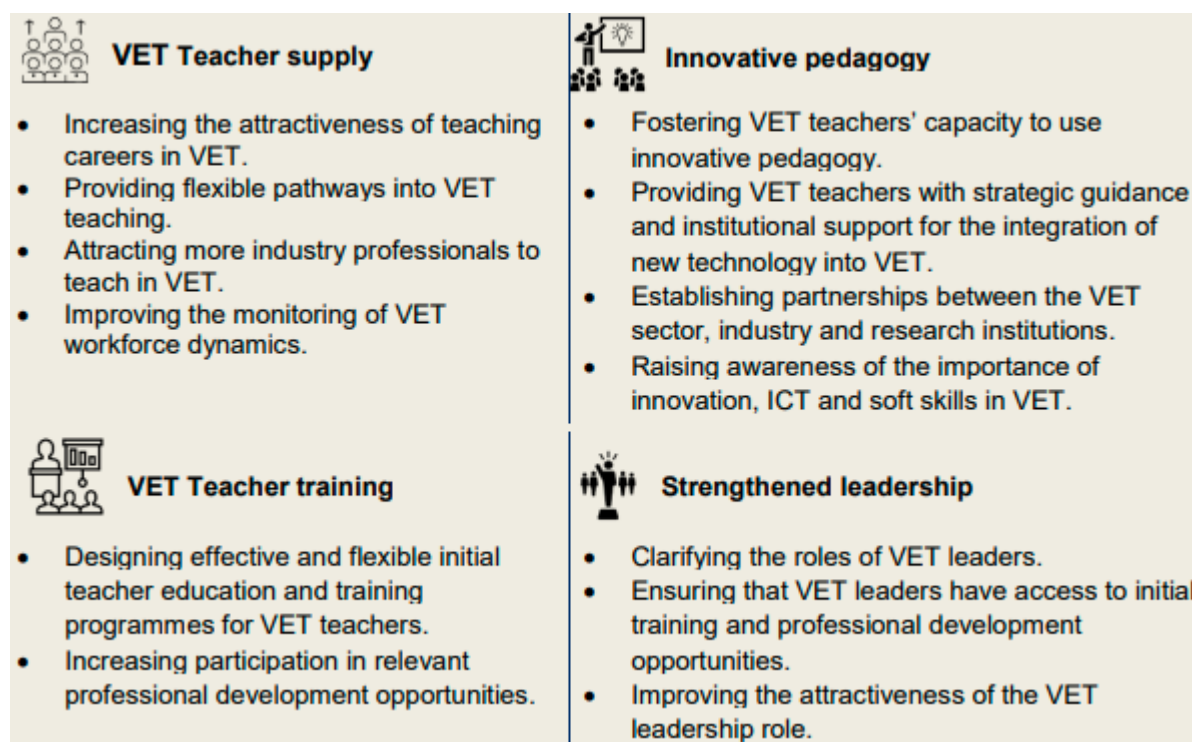 VET Teacher supply
• Increasing the attractiveness of teaching
careers in VET.
• Providing flexible pathways into VET
teaching.
• Attracting more industry professionals to
teach in VET.
• Improving the monitoring of VET
workforce dynamics.
Innovative pedagogy
• Fostering VET teachers’ capacity to use
innovative pedagogy.
• Providing VET teachers with strategic guidance
and institutional support for the integration of
new technology into VET.
• Establishing partnerships between the VET
sector, industry and research institutions.
• Raising awareness of the importance of
innovation, ICT and soft skills in VET.
VET Teacher training
• Designing effective and flexible initial
teacher education and training
programmes for VET teachers.
• Increasing participation in relevant
professional development opportunities.
Strengthened leadership
• Clarifying the roles of VET leaders.
• Ensuring that VET leaders have access to initial
training and professional development
opportunities.
• Improving the attractiveness of the VET
leadership role.